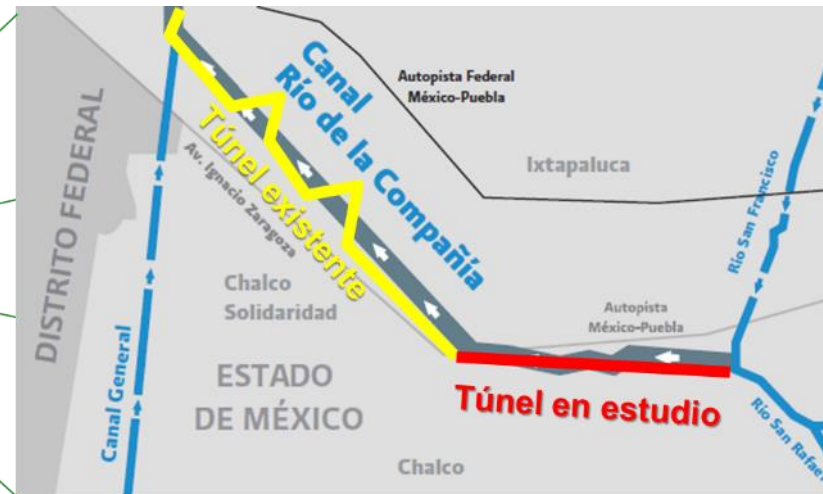 Canal
Río de la Compañía
Autopista Federal
México-Puebla
Túnel existente
Av. Ignacio Zaragoza
DISTRITO FEDERAL
Ixtapaluca
Río San Francisco
Chalco
Solidaridad
Autopista
México-Puebla
Canal General
ESTADO
DE MÉXICO
Túnel en estudio
Río San Rafael
Chalco